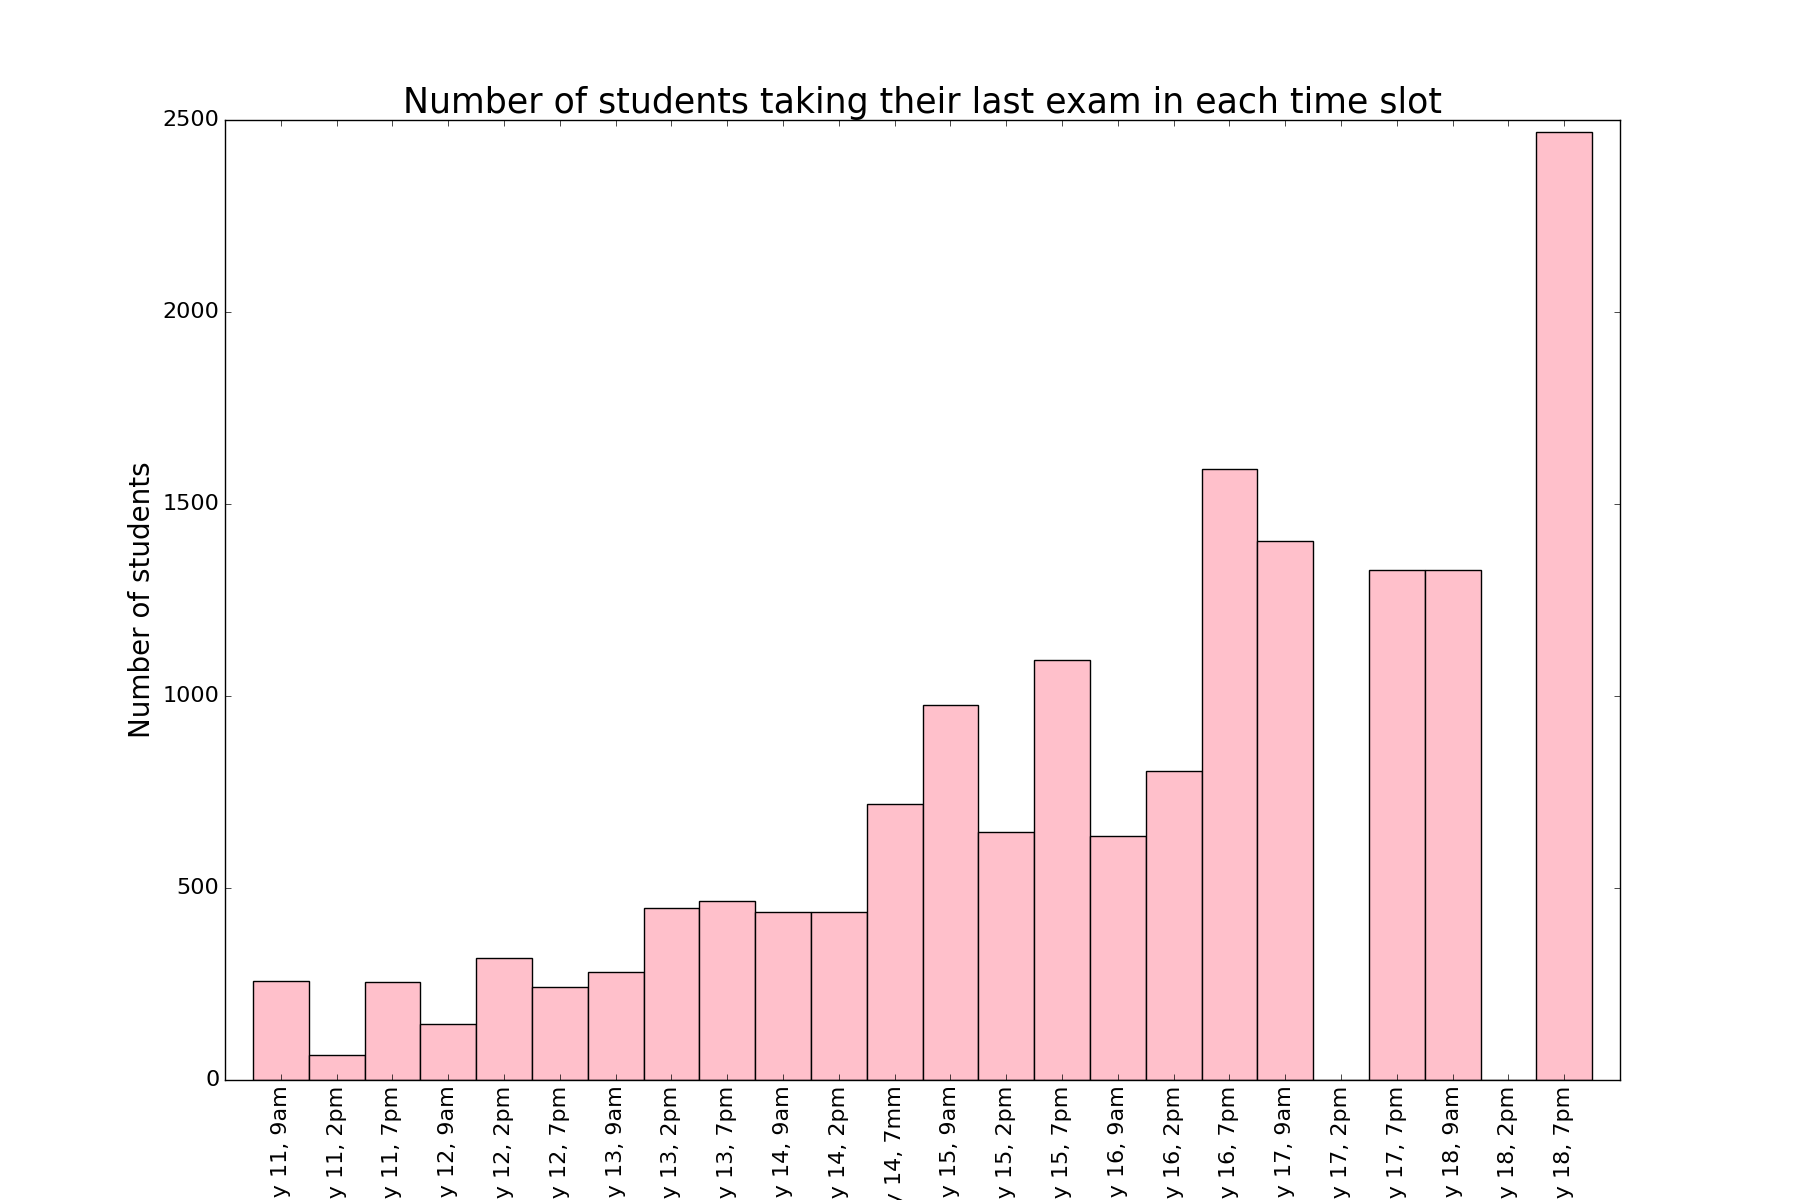 Number of students taking their last exam in each time slot
Number of students
2500
2000
1500
1000
500
0
y 11, 9am
y 11, 2pm
y 11, 7pm
y 12, 9am
y 12, 2pm
y 12, 7pm
y 13, 9am
y 13, 2pm
y 13, 7pm
y 14, 9am
y 14, 2pm
y 14, 7mm
y 15, 9am
y 15, 2pm
y 15, 7pm
y 16, 9am
y 16, 2pm
y 16, 7pm
y 17, 9am
y 17, 2pm
y 17, 7pm
y 18, 9am
y 18, 2pm
y 18, 7pm